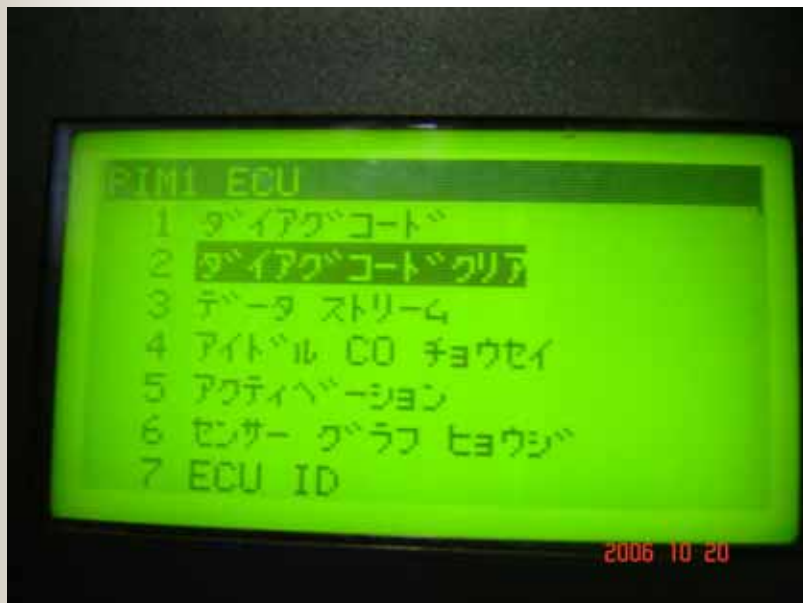 PIM1 ECU
1 ダイアグコード
2 ダイアグコードクリア
3 データ ストリーム
4 アイドル CO チョウセイ
5 アクティベーション
6 センサー グラフ ヒョウジ
7 ECU ID
2006 10 20